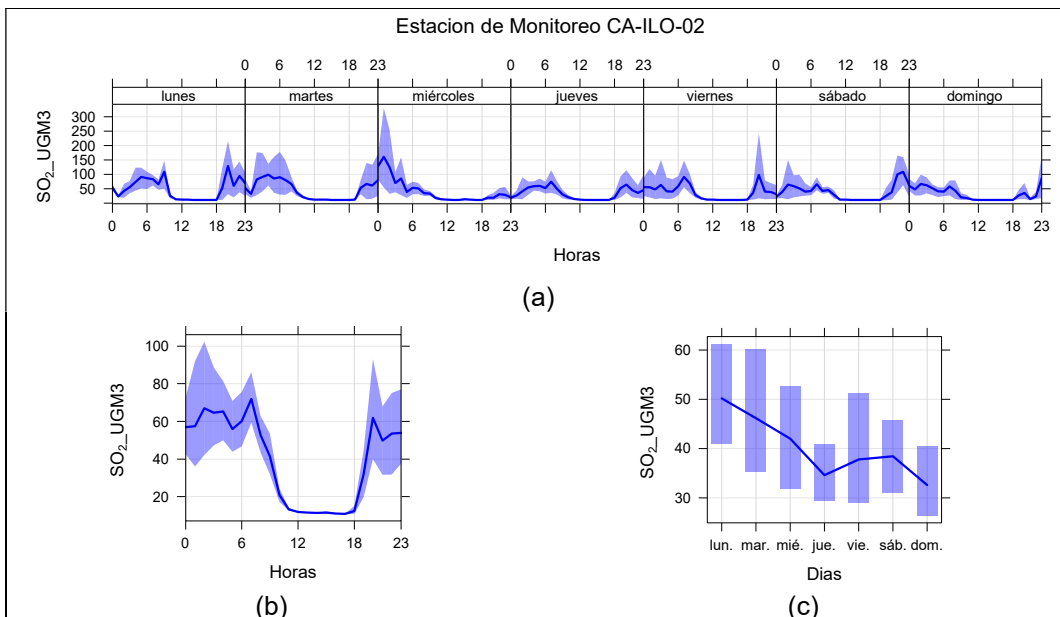 Estacion de Monitoreo CA-ILO-02
0 6 12 18 23 0 6 12 18 23 0 6 12 18 23
lunes martes miércoles jueves viernes sábado domingo
SO2_UGM3
300
250
200
150
100
50
0 6 12 18 23 0 6 12 18 23 0 6 12 18 23 0 6 12 18 23
Horas
(a)
SO2_UGM3
100
80
60
40
20
0 6 12 18 23
Horas
(b)
SO2_UGM3
60
50
40
30
lun. mar. mié. jue. vie. sáb. dom.
Dias
(c)